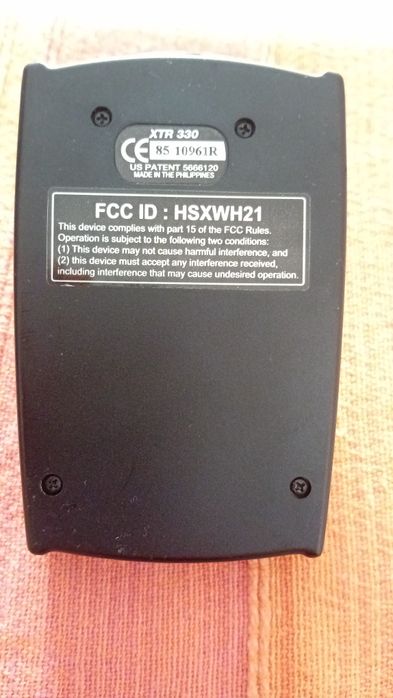 XTR 330
CE 85 10961R
US PATENT 5666120
MADE IN THE PHILIPPINES
FCC ID : HSXWH21
This device complies with part 15 of the FCC Rules.
Operation is subject to the following two conditions:
(1) This device may not cause harmful interference, and
(2) this device must accept any interference received,
including interference that may cause undesired operation.